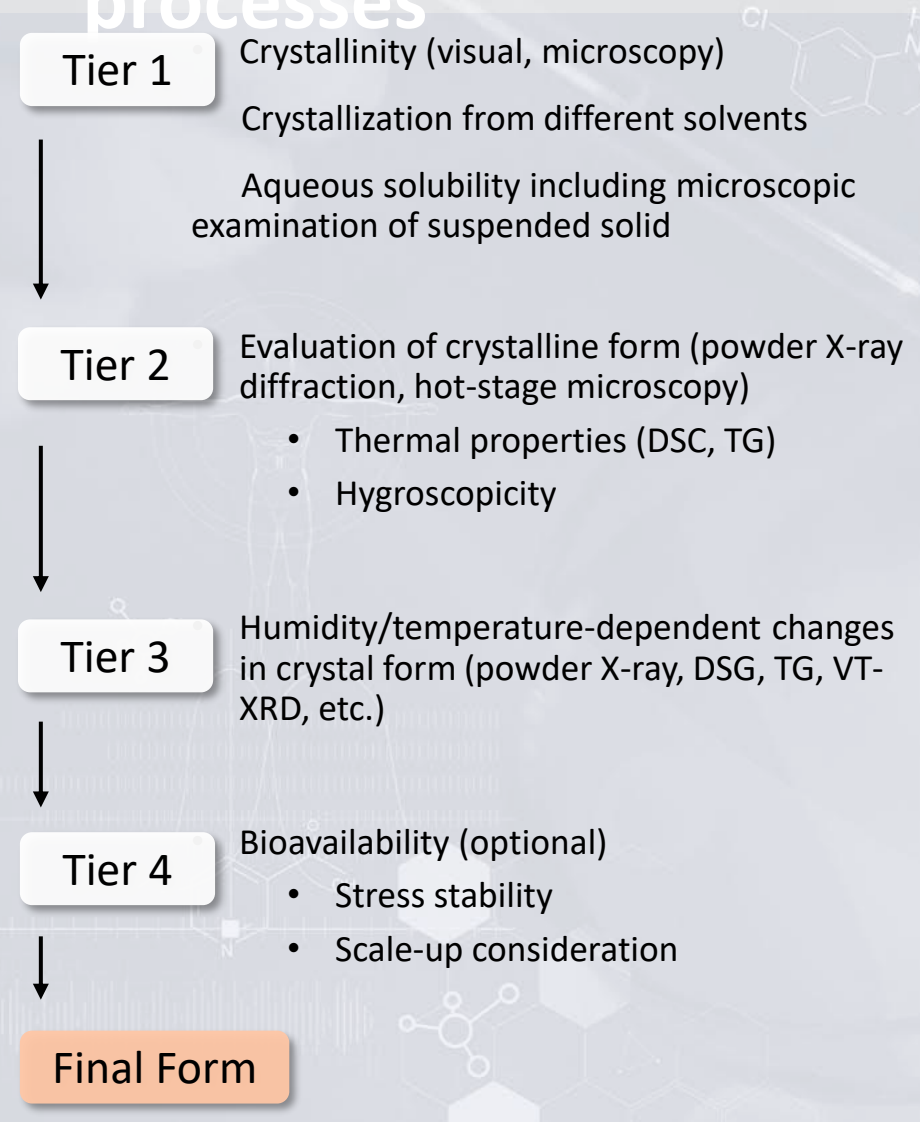 processes
Tier 1
Crystallinity (visual, microscopy)
Crystallization from different solvents
Aqueous solubility including microscopic
examination of suspended solid
Tier 2
Evaluation of crystalline form (powder X-ray
diffraction, hot-stage microscopy)
• Thermal properties (DSC, TG)
• Hygroscopicity
Tier 3
Humidity/temperature-dependent changes
in crystal form (powder X-ray, DSG, TG, VT-
XRD, etc.)
Tier 4
Bioavailability (optional)
• Stress stability
• Scale-up consideration
Final Form
Cl
N